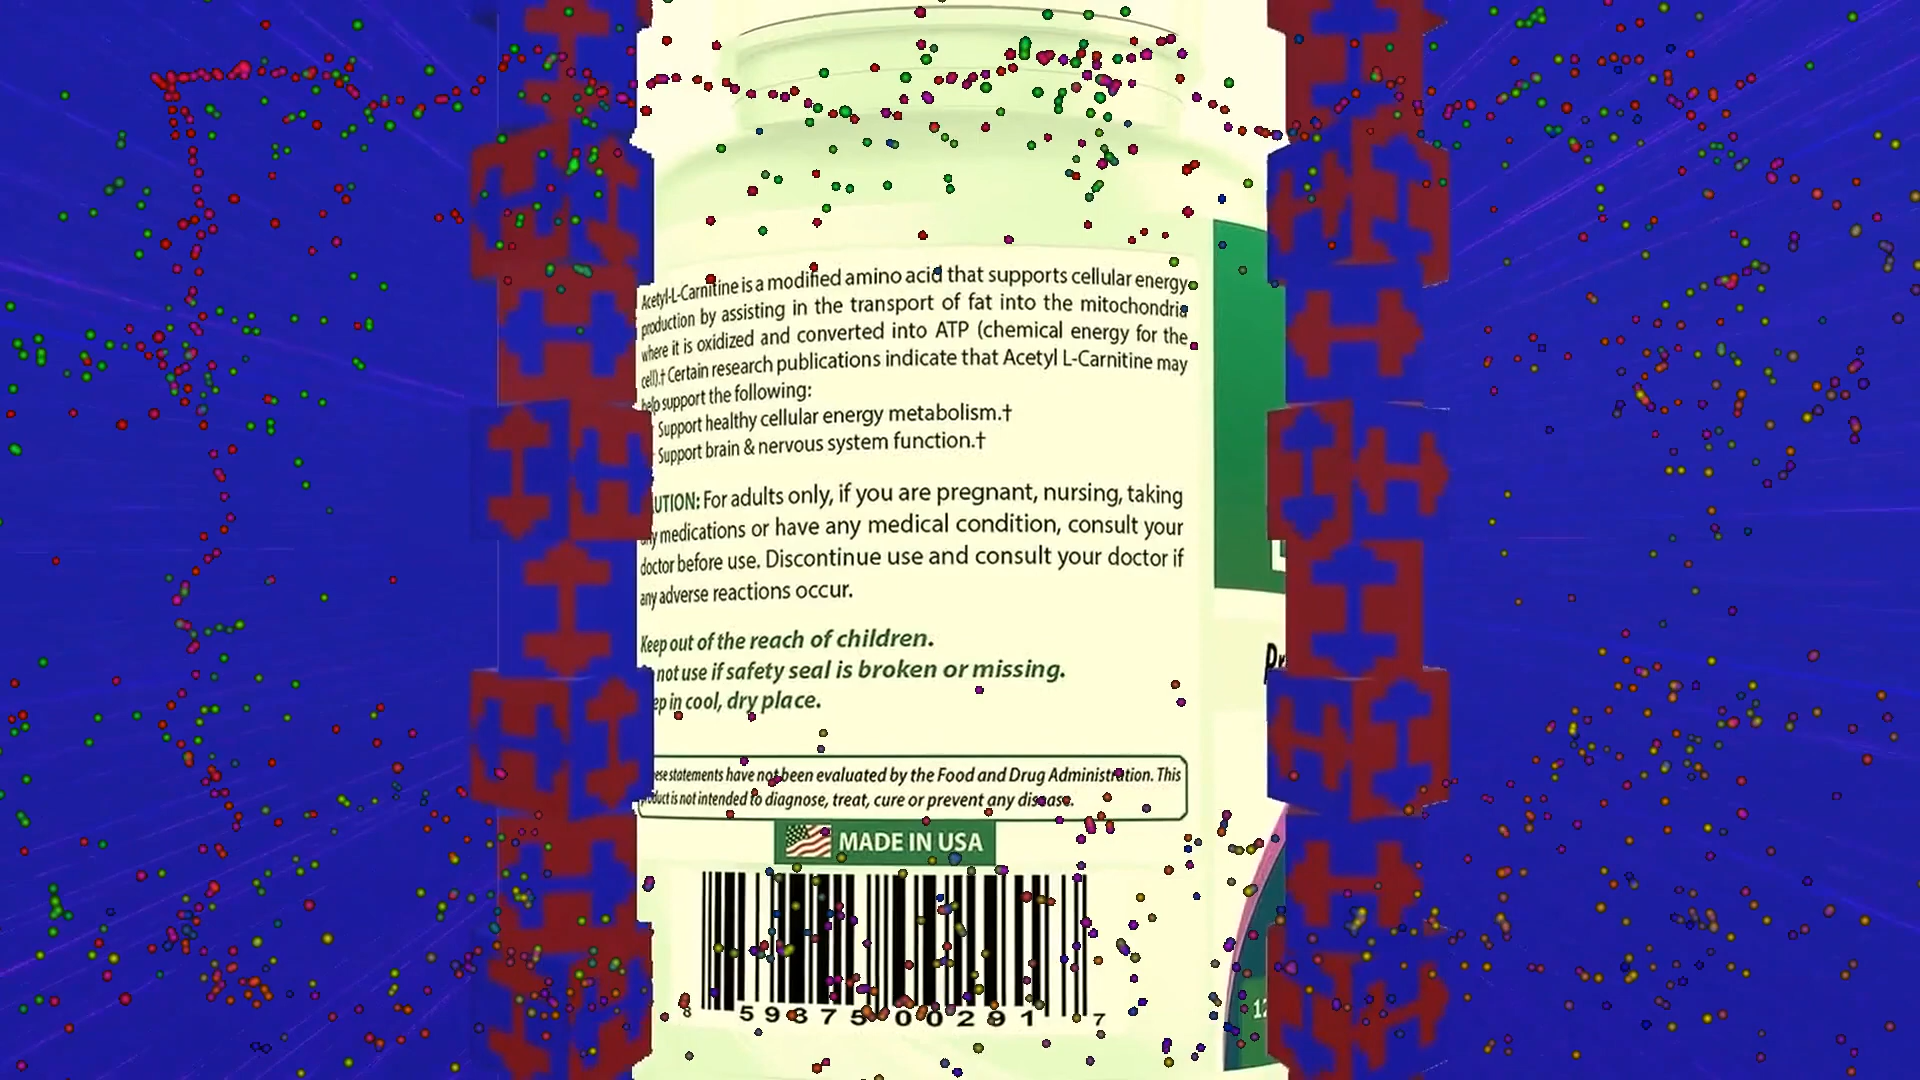 Acetyl-L-Carnitine is a modified amino acid that supports cellular energy
production by assisting in the transport of fat into the mitochondria
where it is oxidized and converted into ATP (chemical energy for the
cell).† Certain research publications indicate that Acetyl L-Carnitine may
help support the following:
Support healthy cellular energy metabolism.†
Support brain & nervous system function.†
UTION: For adults only, if you are pregnant, nursing, taking
any medications or have any medical condition, consult your
doctor before use. Discontinue use and consult your doctor if
any adverse reactions occur.
Keep out of the reach of children.
not use if safety seal is broken or missing.
ep in cool, dry place.
ese statements have not been evaluated by the Food and Drug Administration. This
product is not intended to diagnose, treat, cure or prevent any disease.
MADE IN USA
8 59875 00291 7
Pr
12